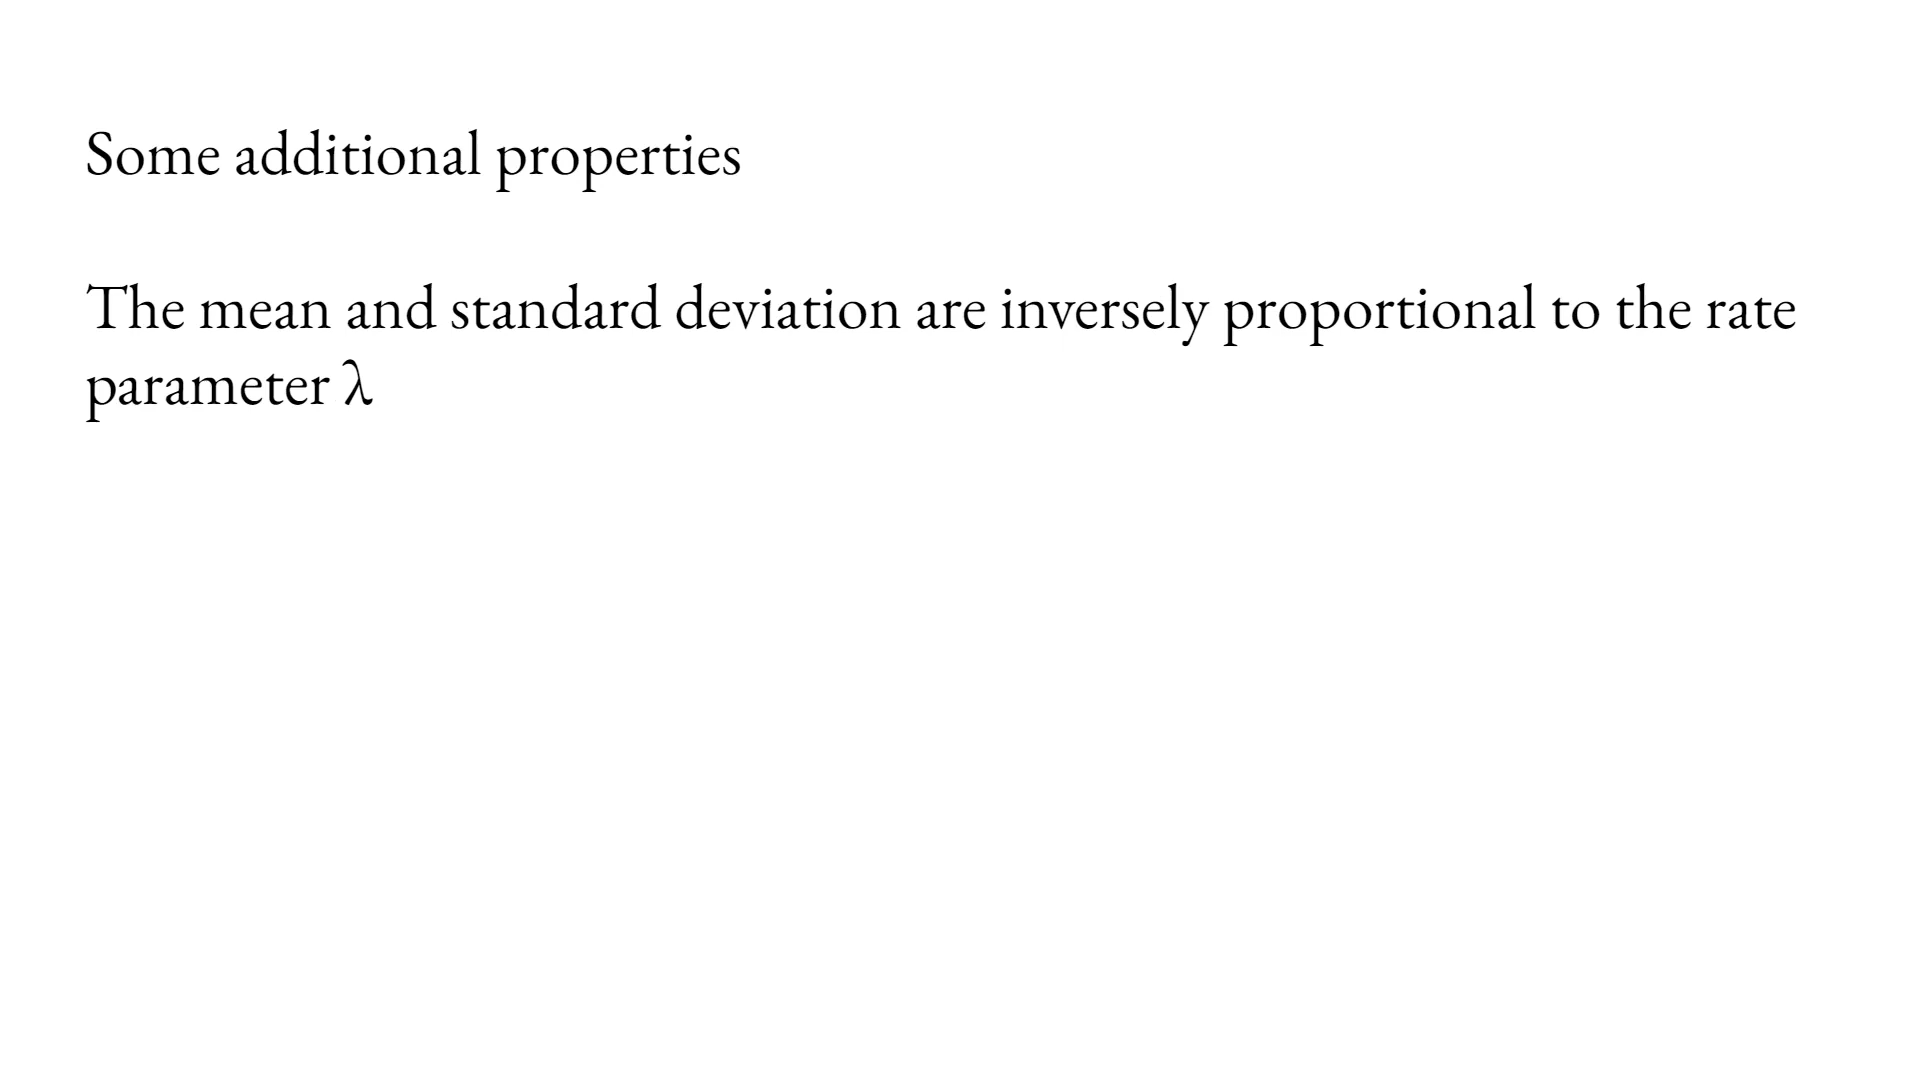 Some additional properties
The mean and standard deviation are inversely proportional to the rate
parameter λ